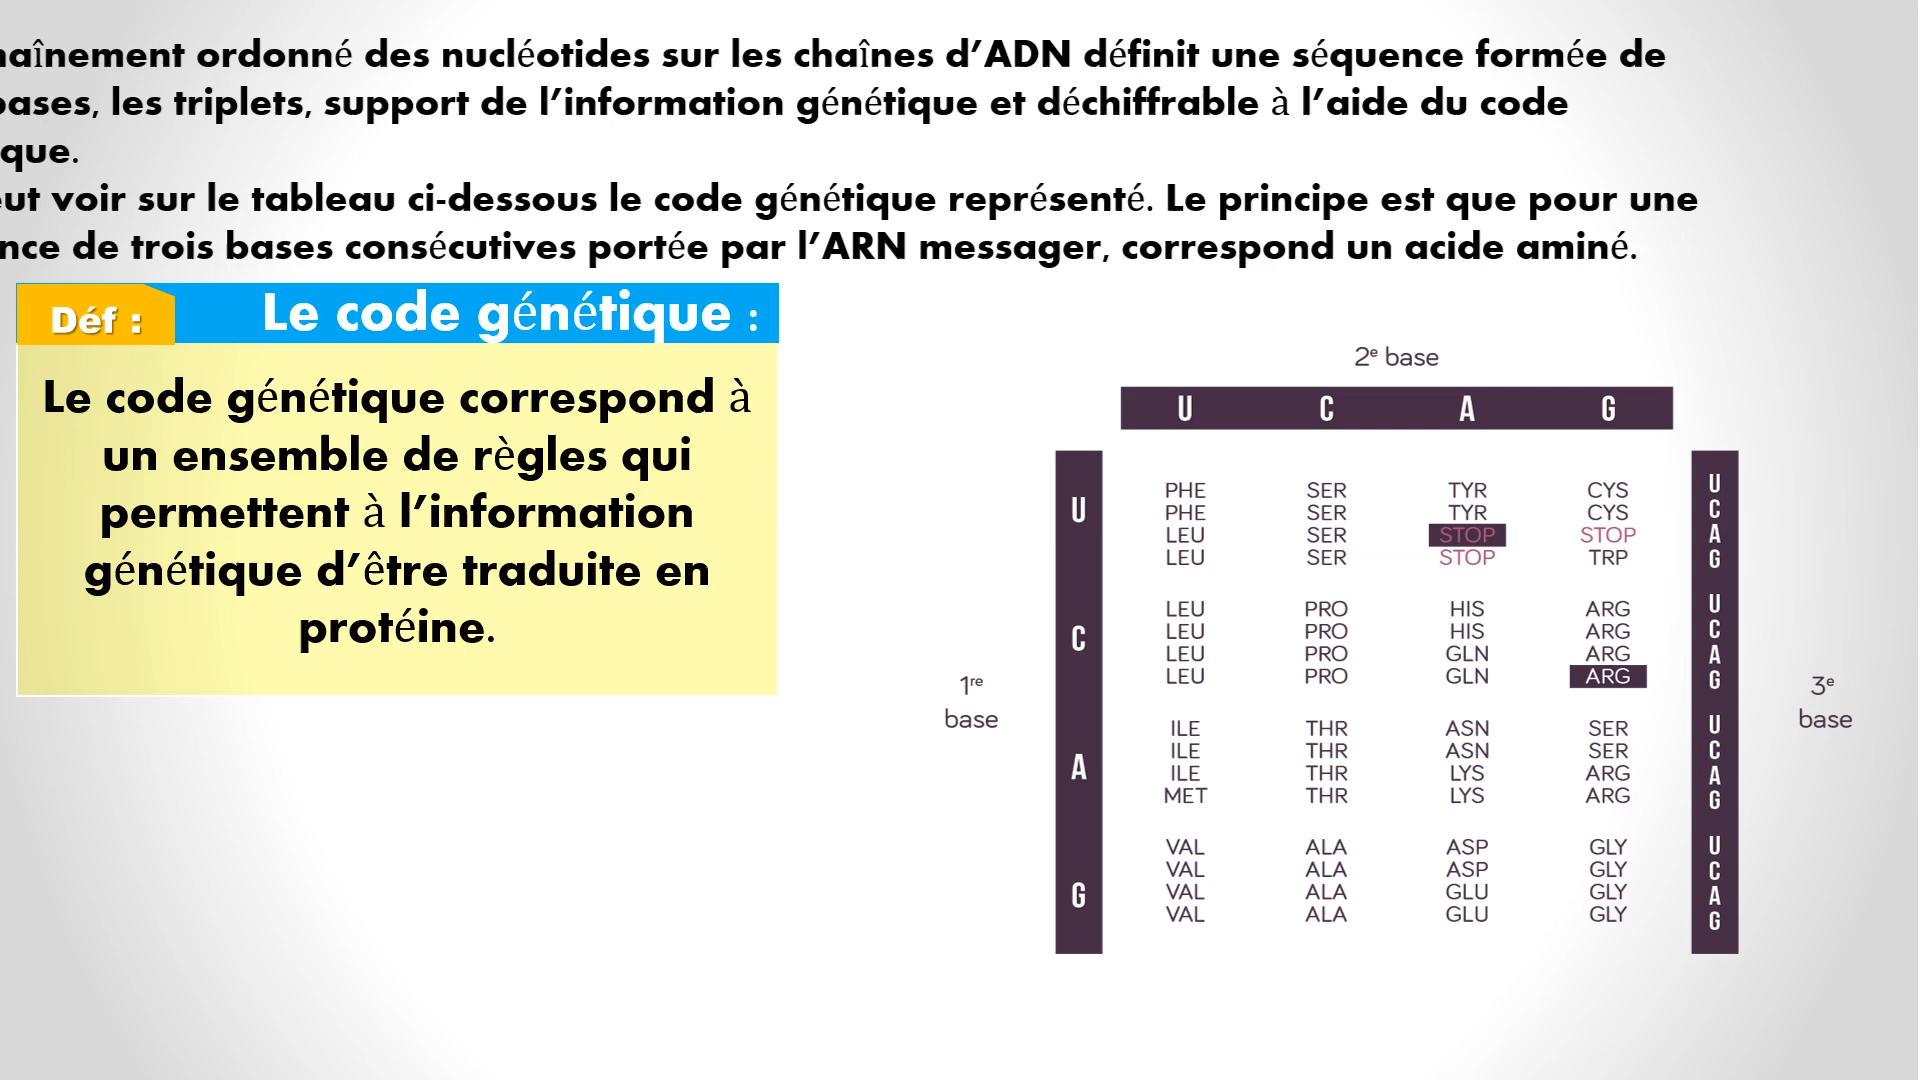 haînement ordonné des nucléotides sur les chaînes d’ADN définit une séquence formée de
bases, les triplets, support de l’information génétique et déchiffrable à l’aide du code
que.
eut voir sur le tableau ci-dessous le code génétique représenté. Le principe est que pour une
nce de trois bases consécutives portée par l’ARN messager, correspond un acide aminé.
Déf :
Le code génétique :
Le code génétique correspond à
un ensemble de règles qui
permettent à l’information
génétique d’être traduite en
protéine.
2e base
U C A G
U
PHE SER TYR CYS U
PHE SER TYR CYS C
LEU SER STOP STOP A
LEU SER STOP TRP G
C
LEU PRO HIS ARG U
LEU PRO HIS ARG C
LEU PRO GLN ARG A
LEU PRO GLN ARG G
1re
base
A
ILE THR ASN SER U
ILE THR ASN SER C
ILE THR LYS ARG A
MET THR LYS ARG G
G
VAL ALA ASP GLY U
VAL ALA ASP GLY C
VAL ALA GLU GLY A
VAL ALA GLU GLY G
3e
base